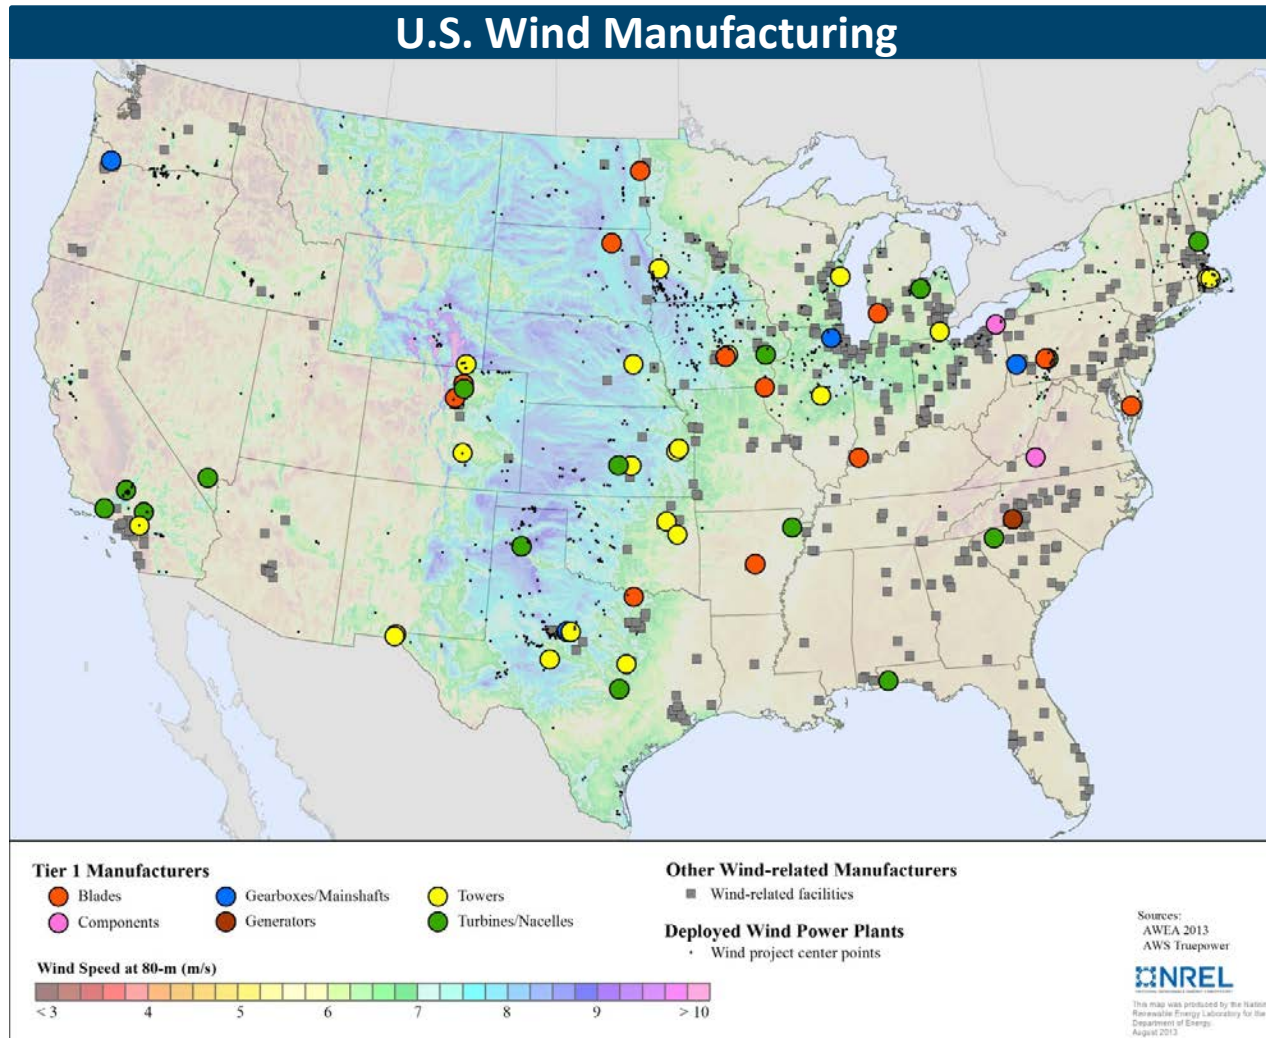 U.S. Wind Manufacturing
Tier 1 Manufacturers
Blades
Gearboxes/Mainshafts
Towers
Components
Generators
Turbines/Nacelles
Other Wind-related Manufacturers
Wind-related facilities
Deployed Wind Power Plants
Wind project center points
Wind Speed at 80-m (m/s)
< 3 4 5 6 7 8 9 > 10
Sources:
AWEA 2013
AWS Truepower
NREL
This map was produced by the Nation
Renewable Energy Laboratory for the
Department of Energy.
August 2013